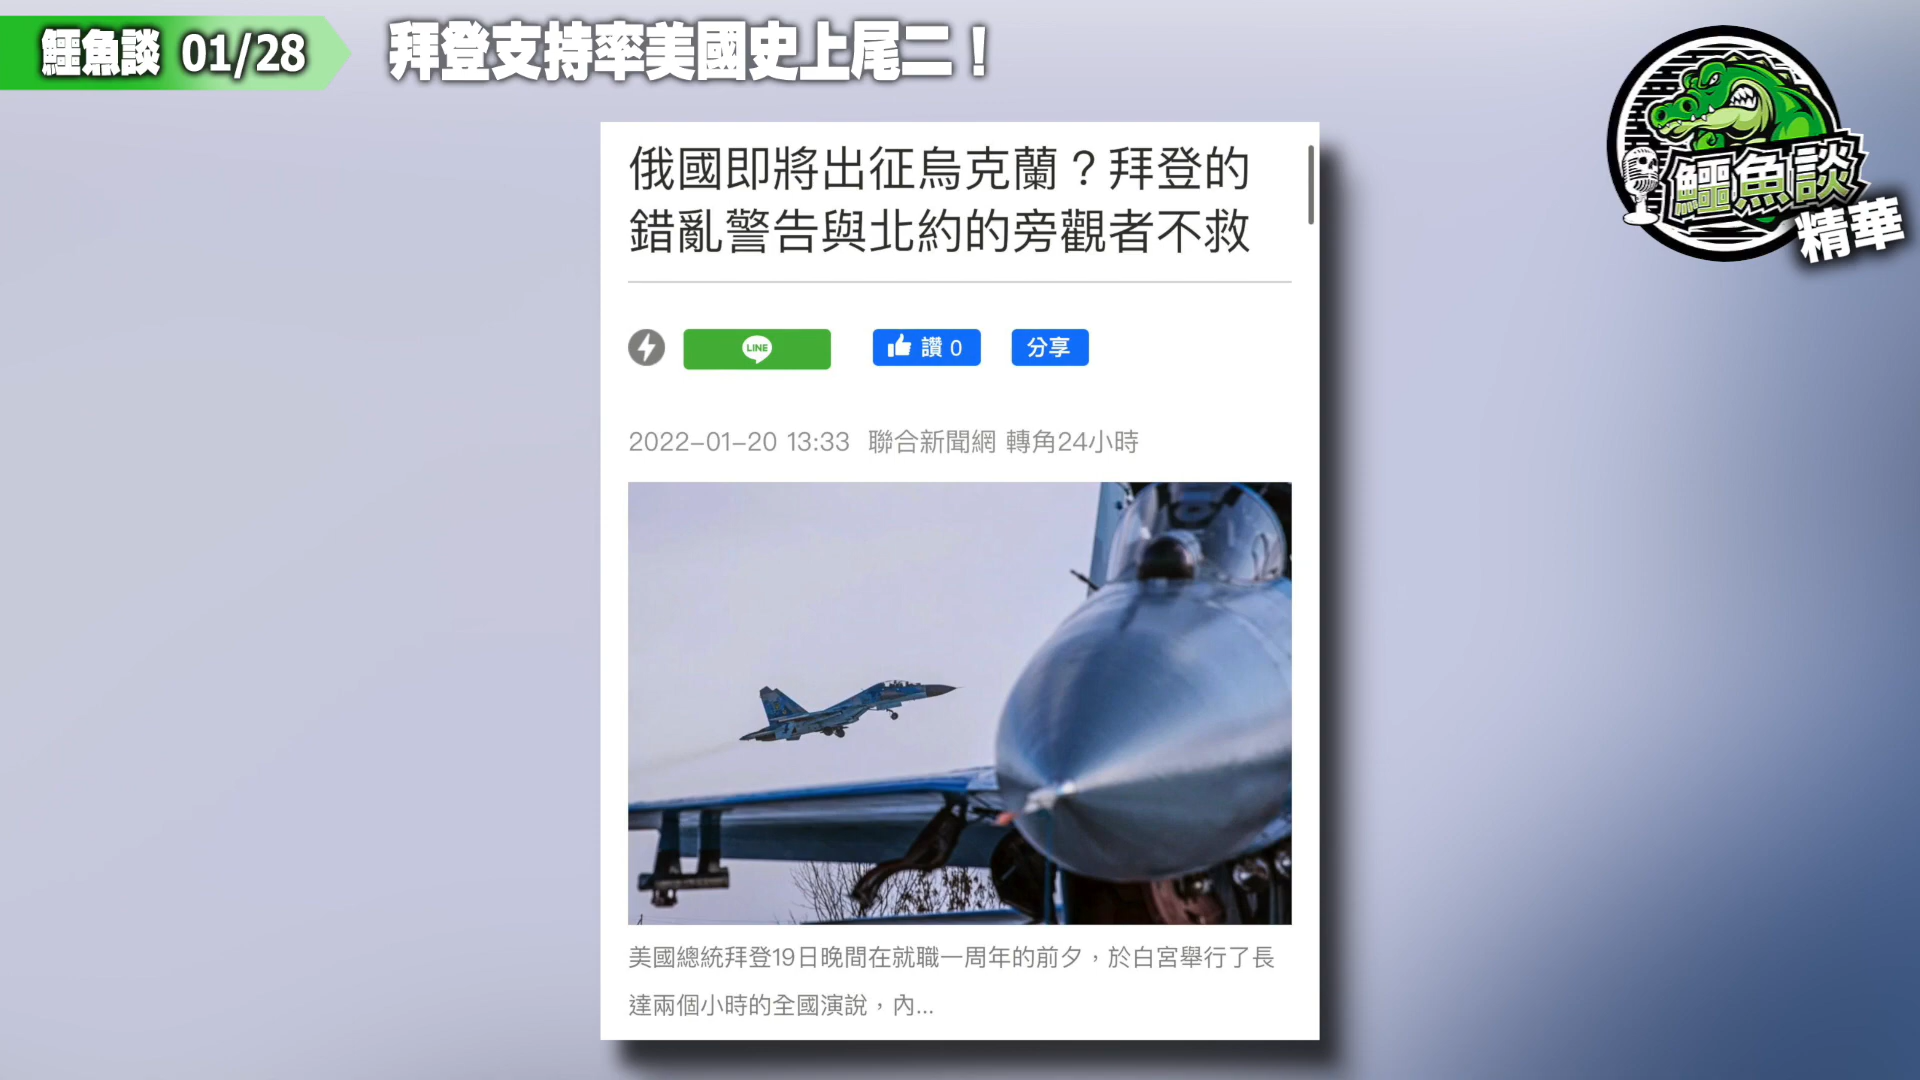 鱷魚談 01/28
拜登支持率美國史上尾二！
鱷魚談
精華
俄國即將出征烏克蘭？拜登的
錯亂警告與北約的旁觀者不救
LINE
讚 0
分享
2022-01-20 13:33 聯合新聞網 轉角24小時
美國總統拜登19日晚間在就職一周年的前夕，於白宮舉行了長
達兩個小時的全國演說，內...